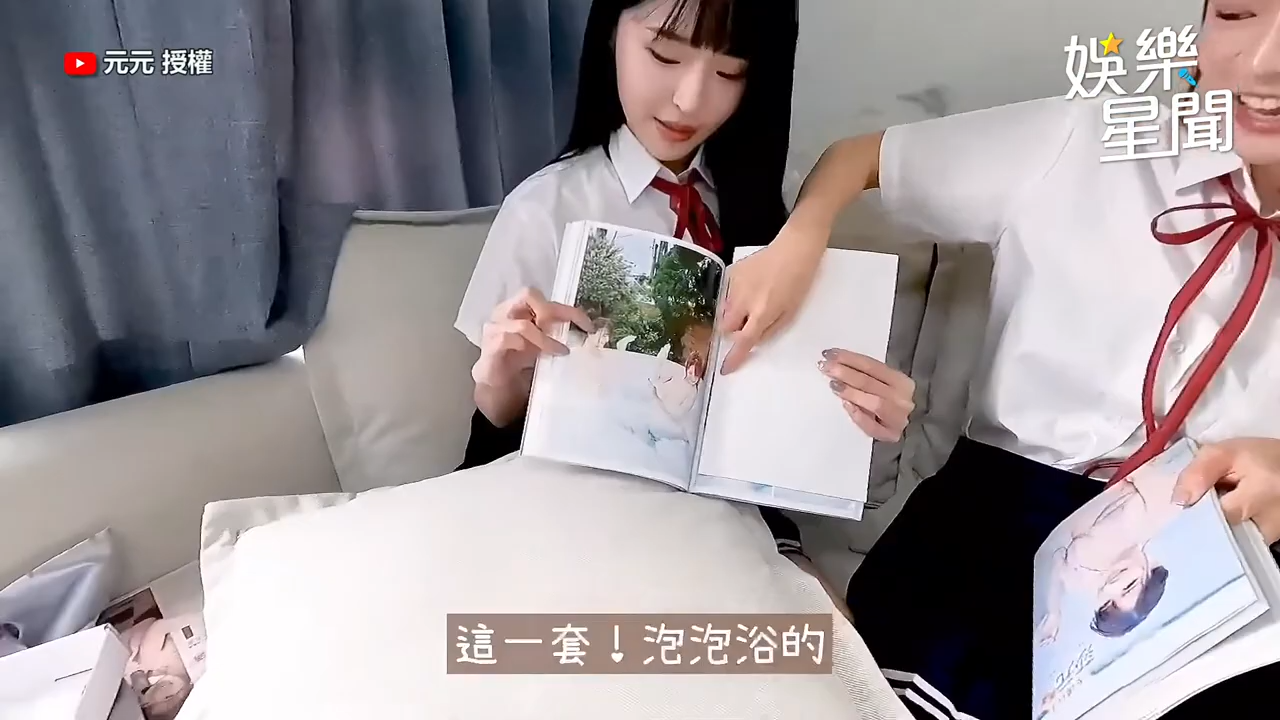 元元 授權
娛樂
星聞
這一套！泡泡浴的